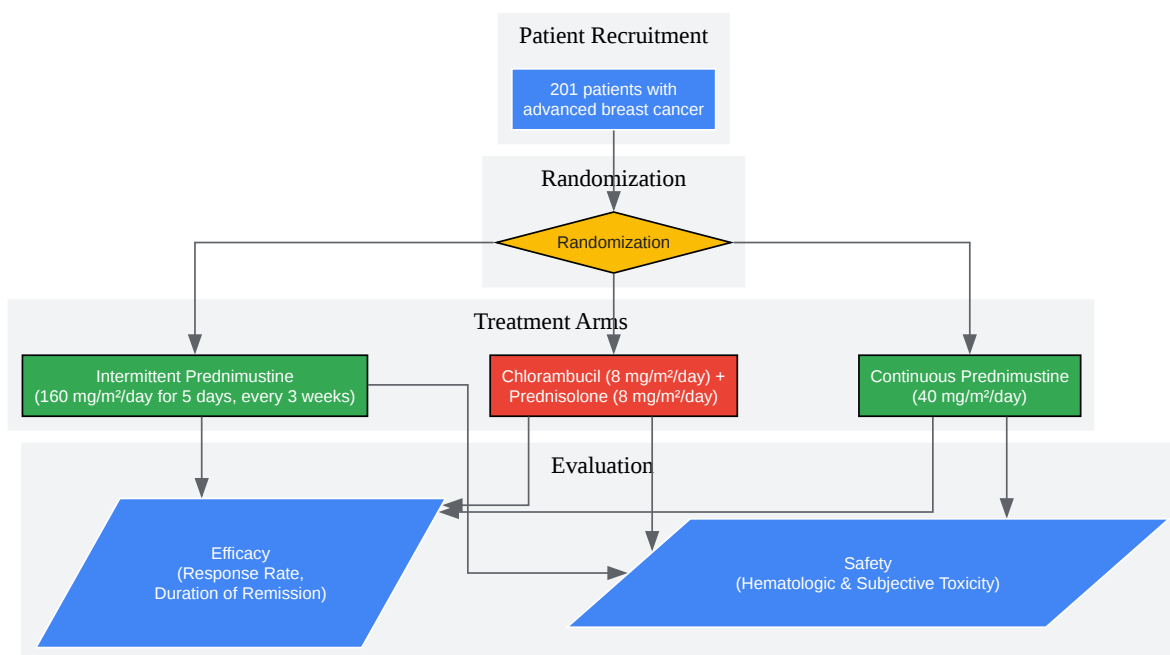 Patient Recruitment
201 patients with
advanced breast cancer
Randomization
Randomization
Treatment Arms
Intermittent Prednimustine
(160 mg/m²/day for 5 days, every 3 weeks)
Chlorambucil (8 mg/m²/day) +
Prednisolone (8 mg/m²/day)
Continuous Prednimustine
(40 mg/m²/day)
Evaluation
Efficacy
(Response Rate,
Duration of Remission)
Safety
(Hematologic & Subjective Toxicity)